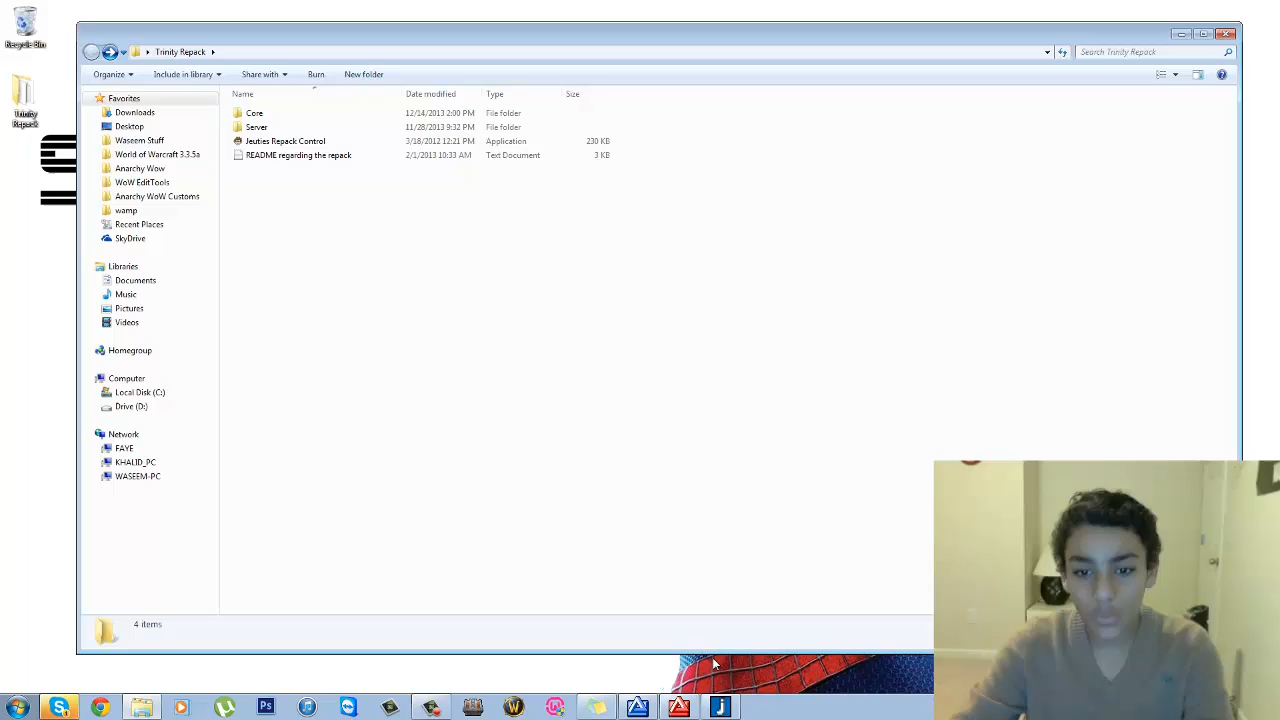 Recycle Bin
Trinity Repack
Trinity Repack
Search Trinity Repack
Organize Include in library Share with Burn New folder
Favorites
Downloads
Desktop
Waseem Stuff
World of Warcraft 3.3.5a
Anarchy Wow
WoW EditTools
Anarchy WoW Customs
wamp
Recent Places
SkyDrive
Libraries
Documents
Music
Pictures
Videos
Homegroup
Computer
Local Disk (C:)
Drive (D:)
Network
FAYE
KHALID_PC
WASEEM-PC
Name Date modified Type Size
Core 12/14/2013 2:00 PM File folder
Server 11/28/2013 9:32 PM File folder
Jeuties Repack Control 3/18/2012 12:21 PM Application 230 KB
README regarding the repack 2/1/2013 10:33 AM Text Document 3 KB
4 items